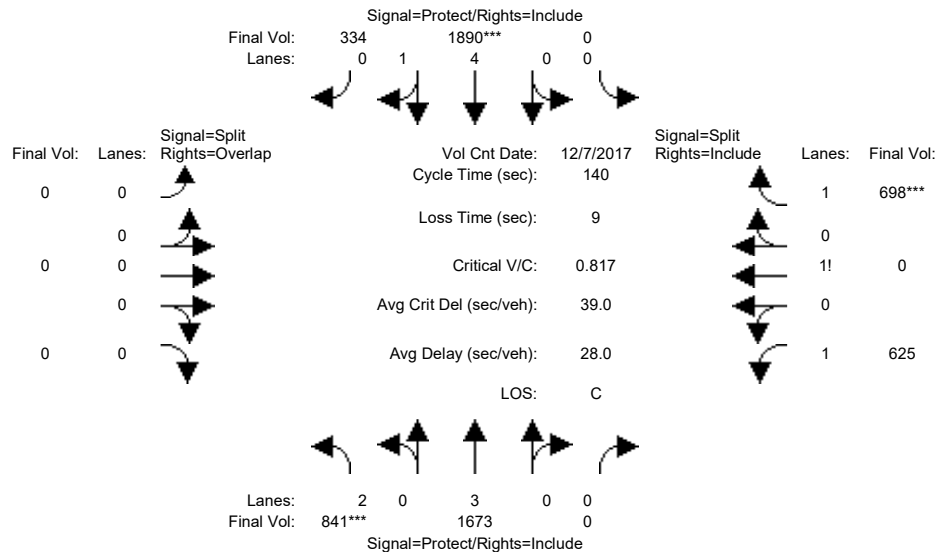 Signal=Protect/Rights=Include
Final Vol: 334 1890*** 0
Lanes: 0 1 4 0 0
Signal=Split Signal=Split
Final Vol: Lanes: Rights=Overlap Vol Cnt Date: 12/7/2017 Rights=Include Lanes: Final Vol:
Cycle Time (sec): 140
0 0 1 698***
Loss Time (sec): 9
0 0
0 0 Critical V/C: 0.817 1! 0
0 Avg Crit Del (sec/veh): 39.0 0
0 0 Avg Delay (sec/veh): 28.0 1 625
LOS: C
Lanes: 2 0 3 0 0
Final Vol: 841*** 1673 0
Signal=Protect/Rights=Include